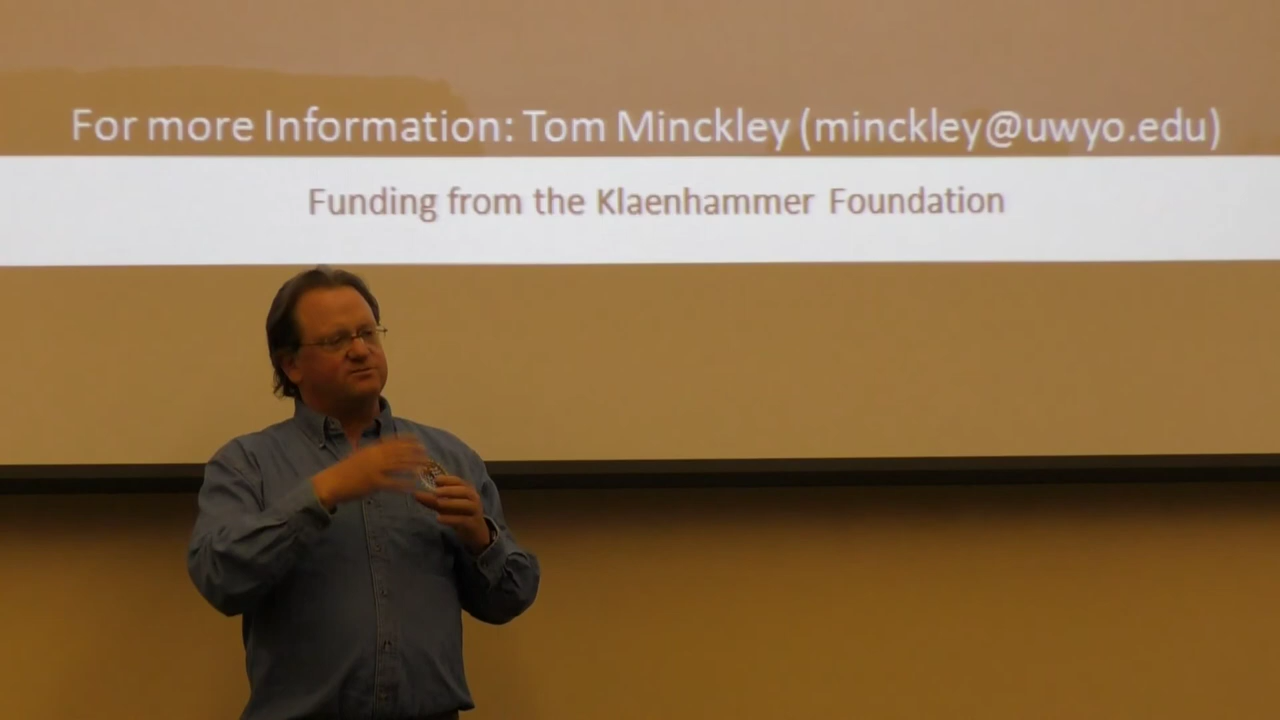 For more Information: Tom Minckley (minckley@uwyo.edu)
Funding from the Klaenhammer Foundation